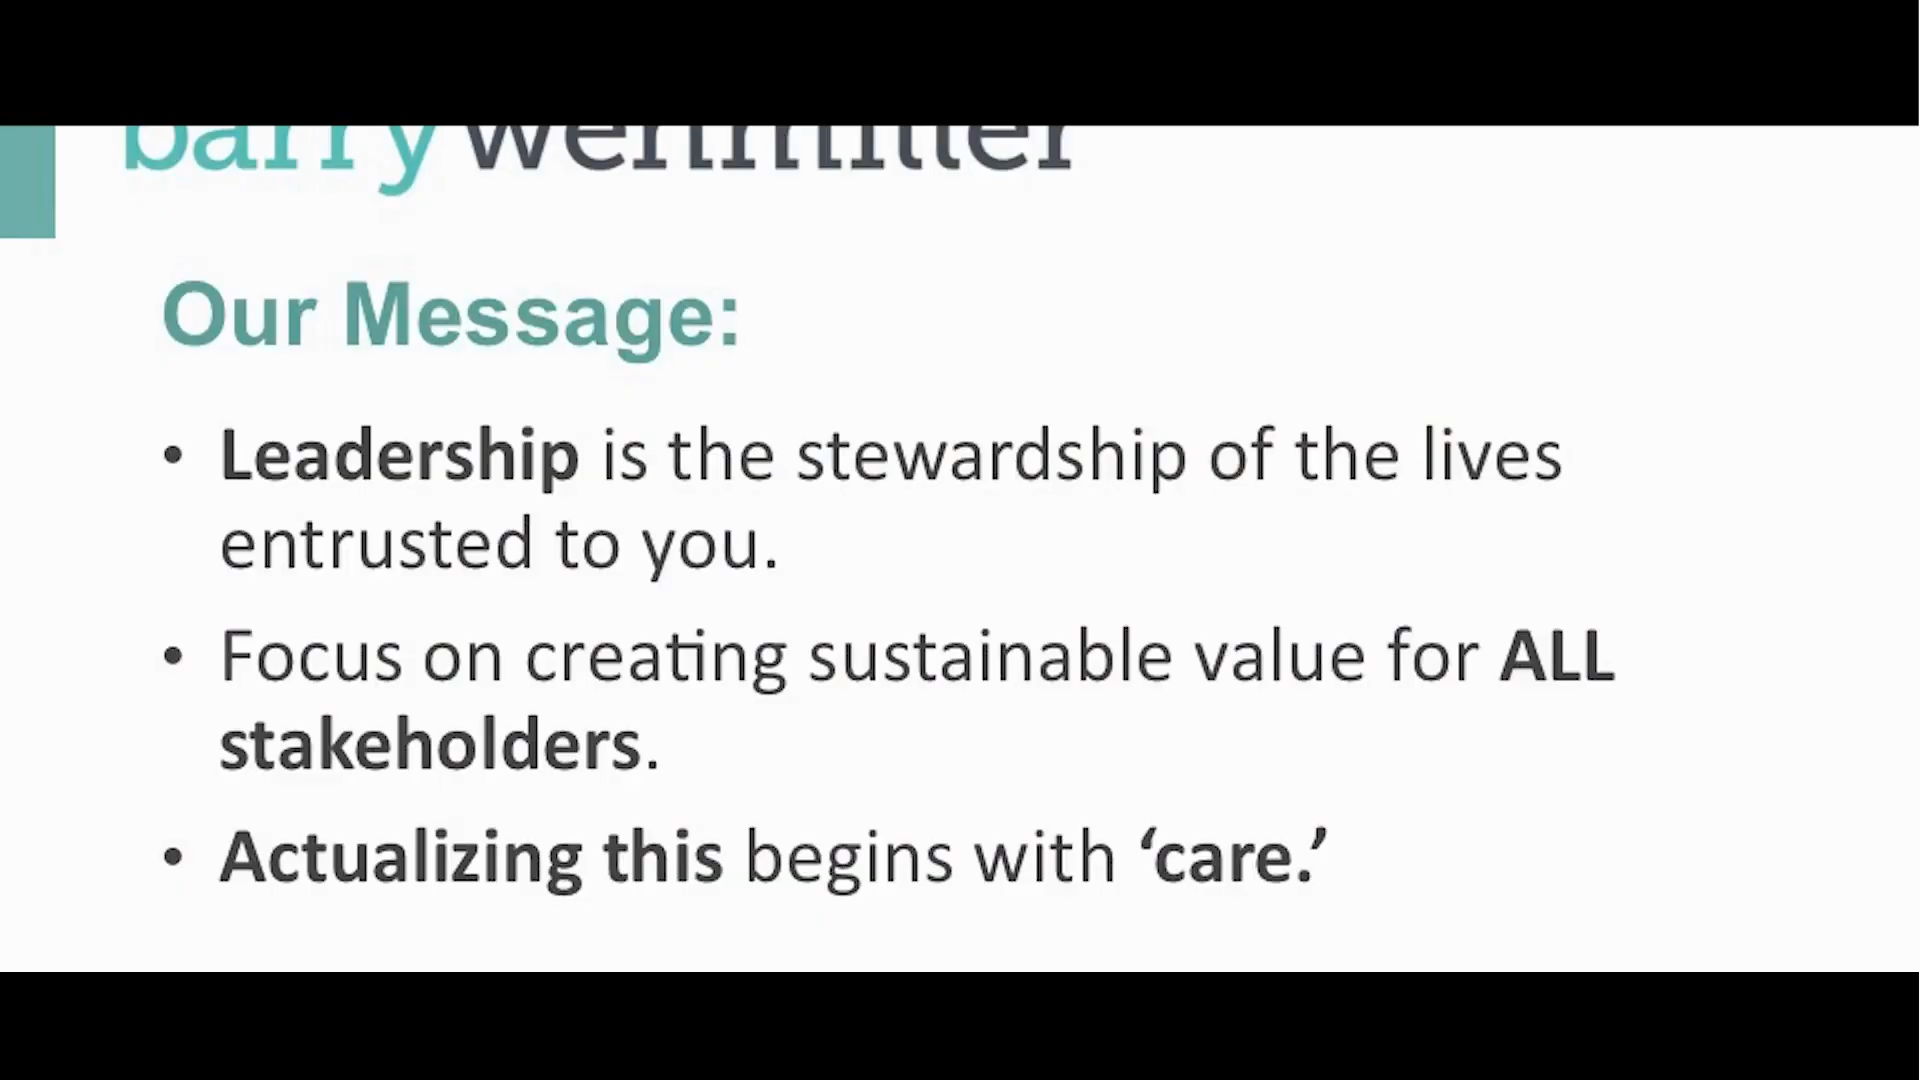 barrywehmiller
Our Message:
• Leadership is the stewardship of the lives
entrusted to you.
• Focus on creating sustainable value for ALL
stakeholders.
• Actualizing this begins with ‘care.’